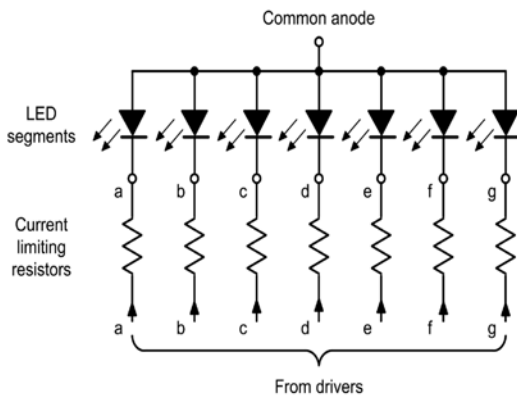 Common anode
LED
segments
a b c d e f g
Current
limiting
resistors
a b c d e f g
From drivers